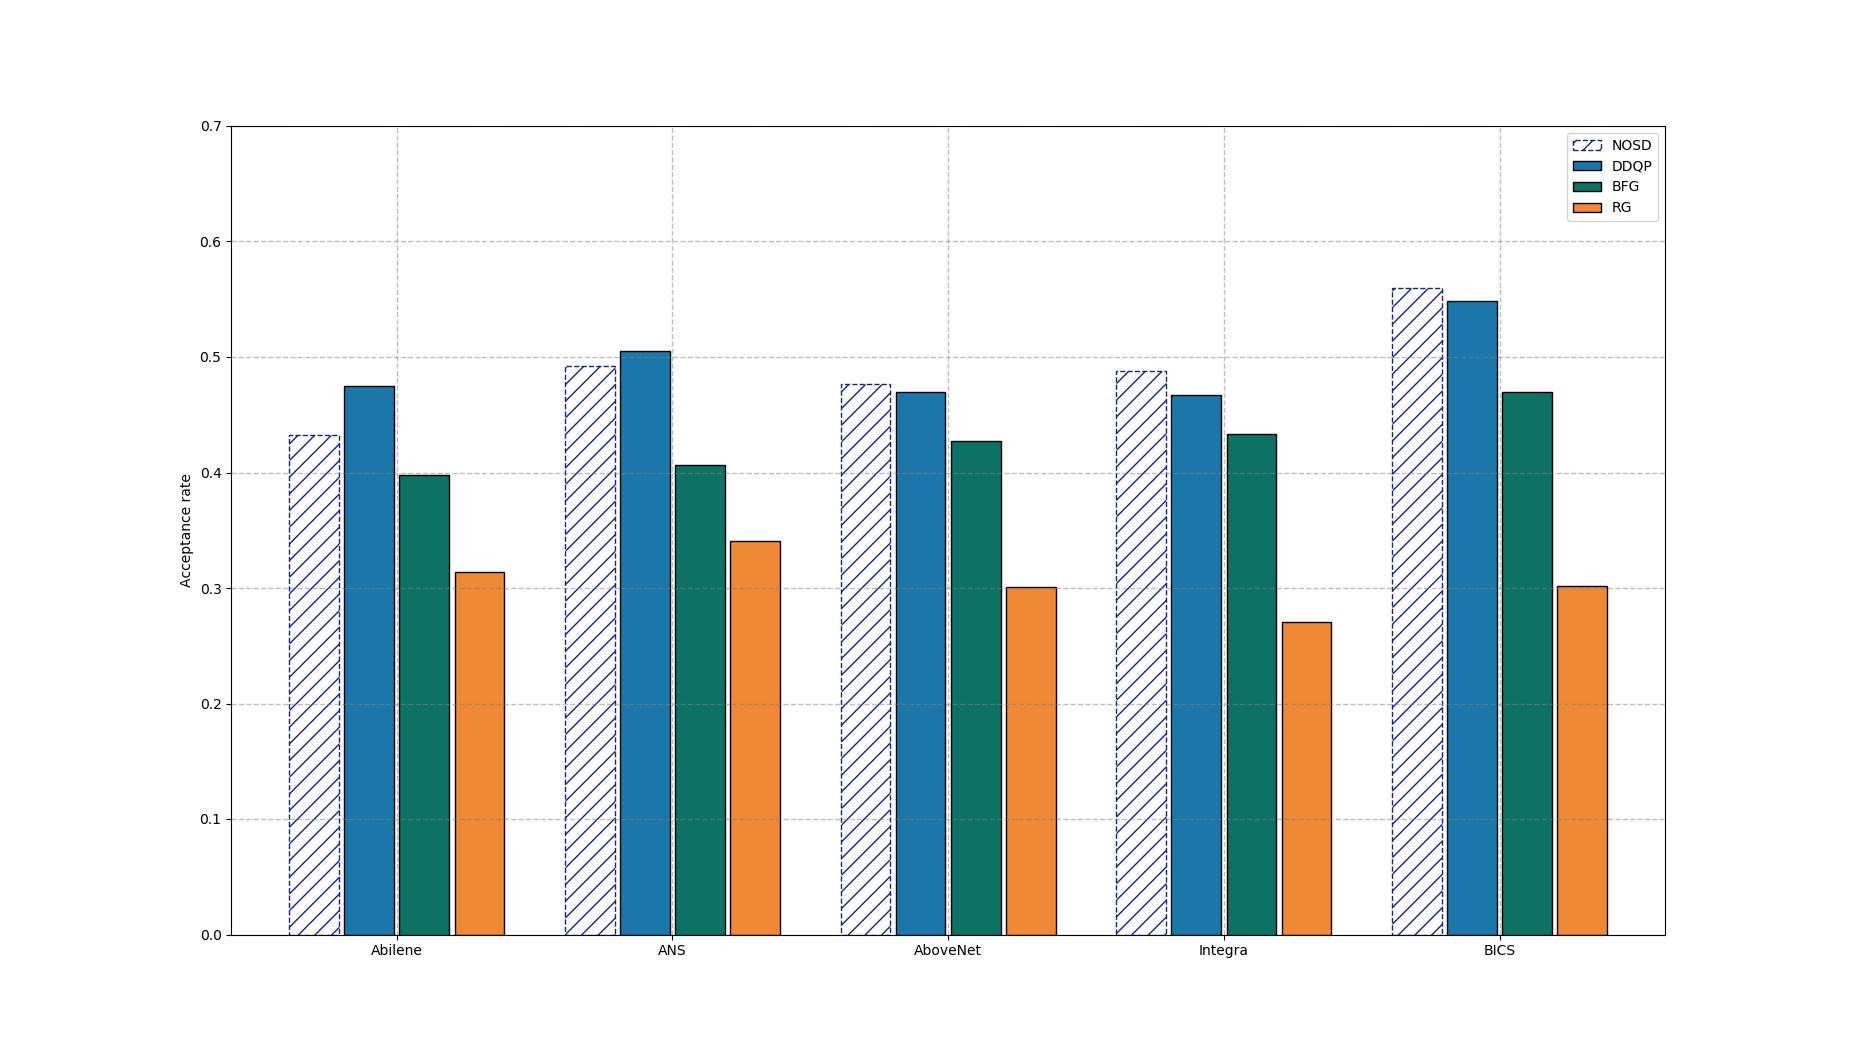 0.7
0.6
0.5
0.4
0.3
0.2
0.1
0.0
Acceptance rate
Abilene
ANS
AboveNet
Integra
BICS
NOSD
DDQP
BFG
RG